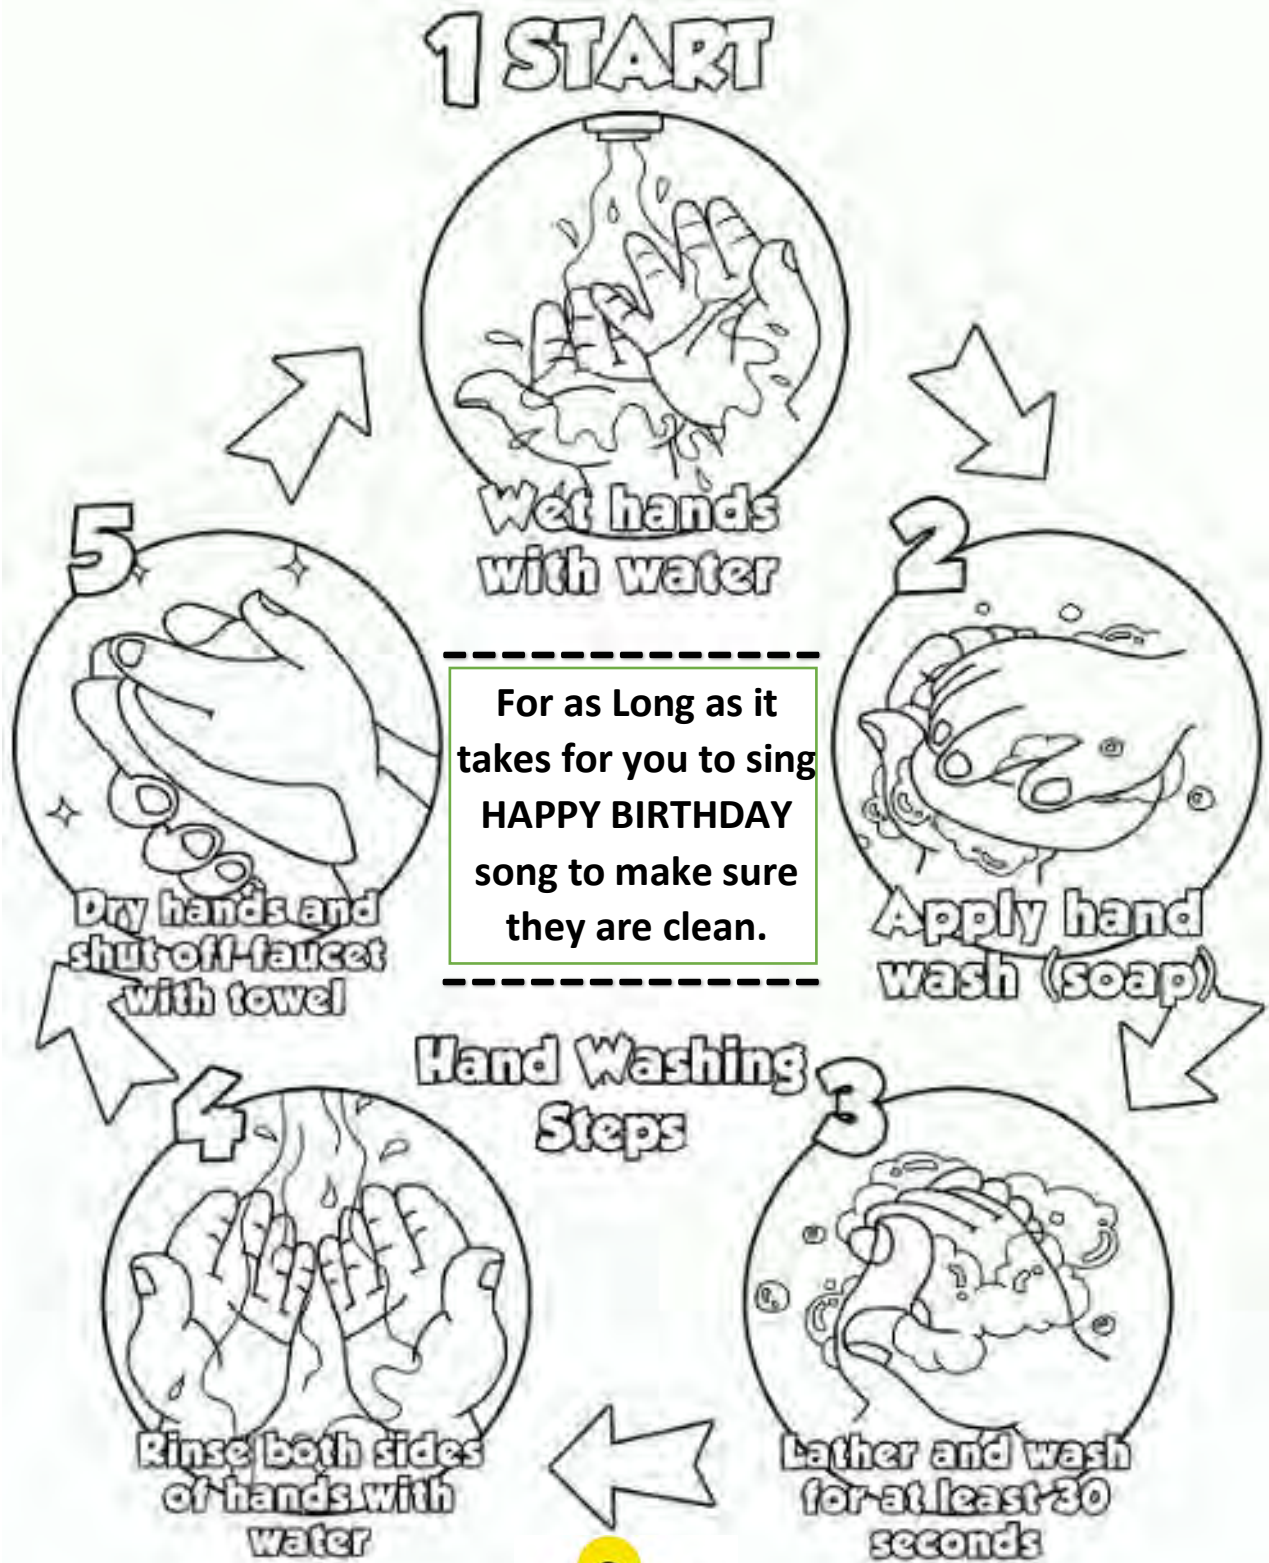 1 START
Wet hands
with water
2
Apply hand
wash (soap)
For as Long as it
takes for you to sing
HAPPY BIRTHDAY
song to make sure
they are clean.
Hand Washing
Steps
3
Lather and wash
for at least 30
seconds
4
Rinse both sides
of hands with
water
5
Dry hands and
shut off faucet
with towel